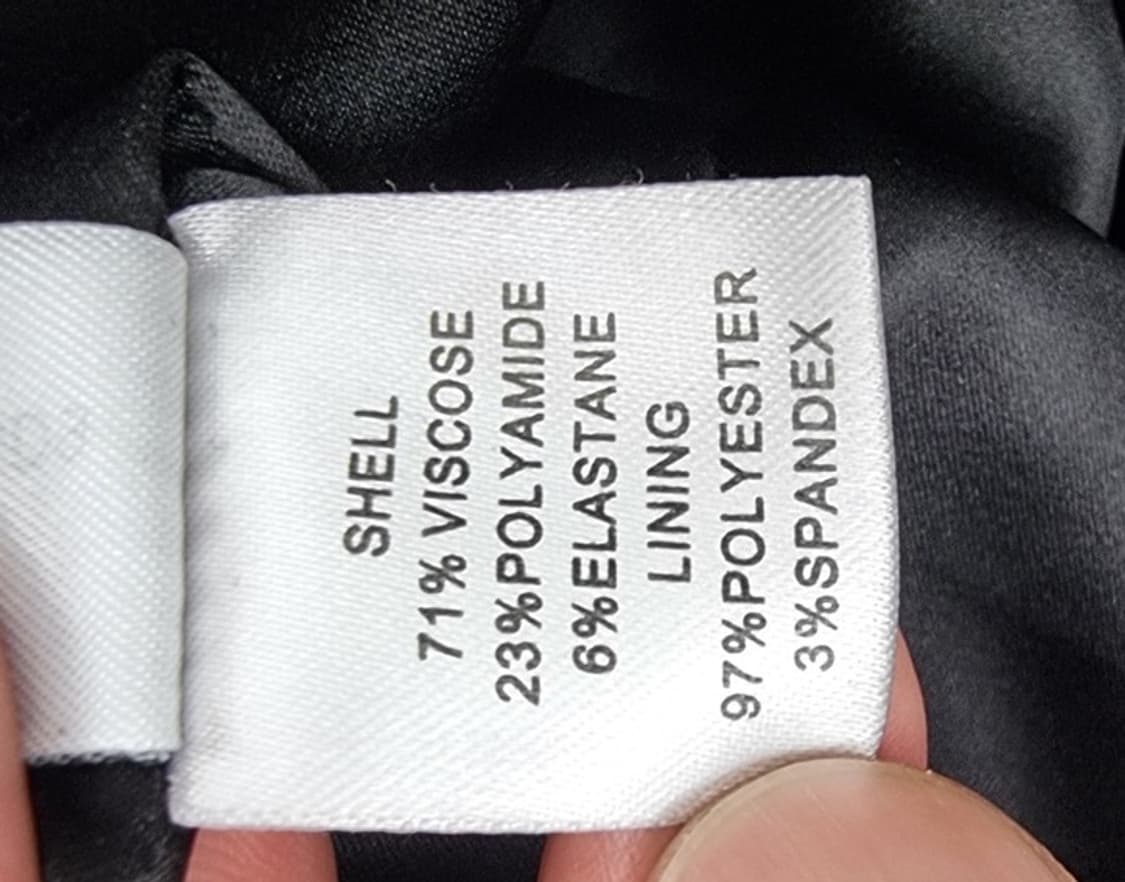 SHELL
71% VISCOSE
23%POLYAMIDE
6%ELASTANE
LINING
97%POLYESTER
3%SPANDEX